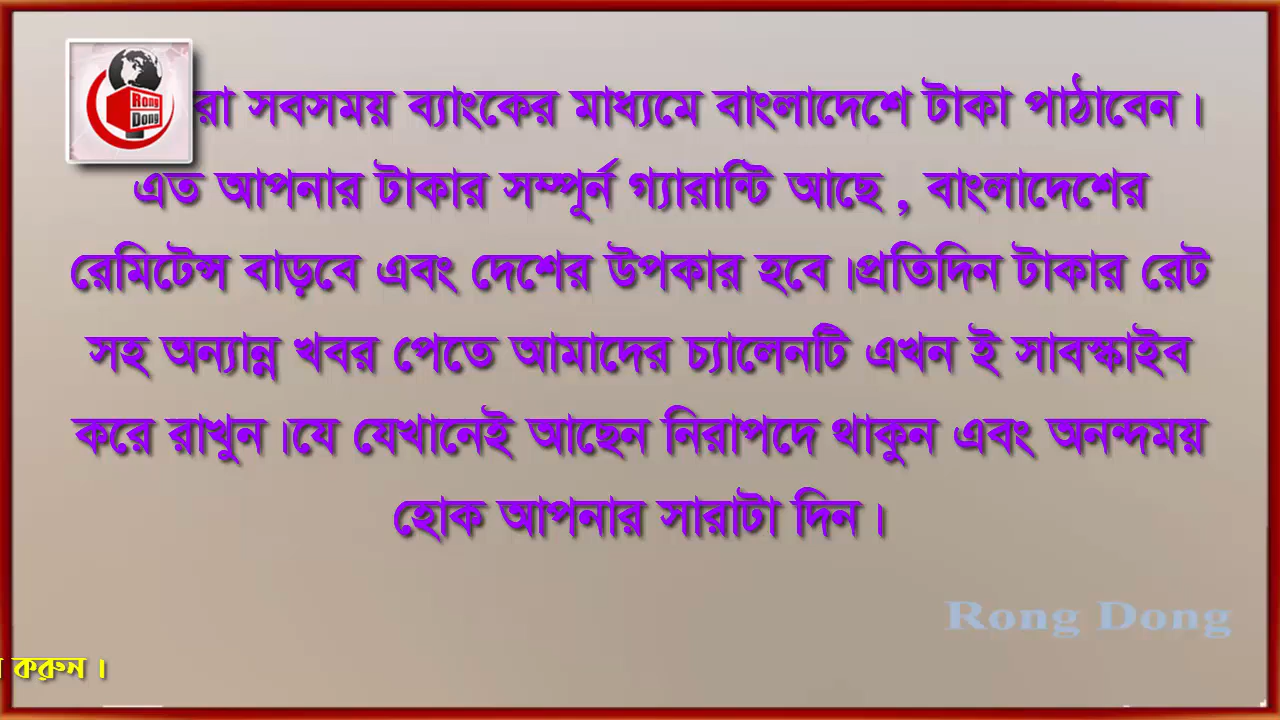 Rong
Dong
রা সবসময় ব্যাংকের মাধ্যমে বাংলাদেশে টাকা পাঠাবেন।
এত আপনার টাকার সম্পূর্ন গ্যারান্টি আছে , বাংলাদেশের
রেমিটেন্স বাড়বে এবং দেশের উপকার হবে।প্রতিদিন টাকার রেট
সহ অন্যান্ন খবর পেতে আমাদের চ্যালেনটি এখন ই সাবস্কাইব
করে রাখুন।যে যেখানেই আছেন নিরাপদে থাকুন এবং অনন্দময়
হোক আপনার সারাটা দিন।
Rong Dong
করুন।